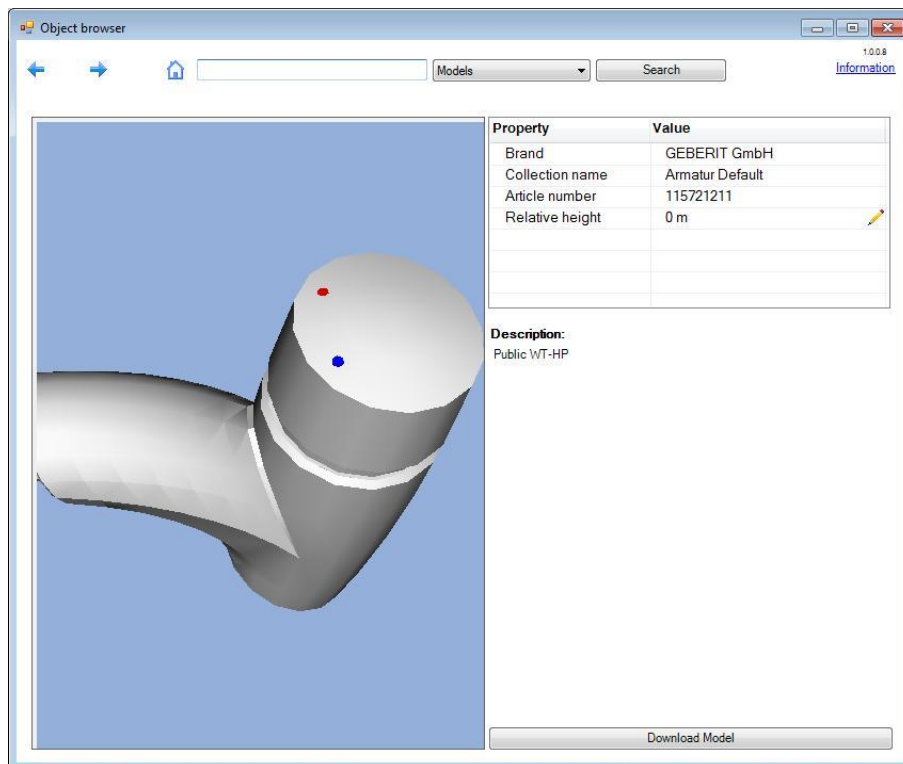 Object browser
1.0.0.8
Models
Search
Information
Property Value
Brand GEBERIT GmbH
Collection name Armatur Default
Article number 115721211
Relative height 0 m
Description:
Public WT-HP
Download Model